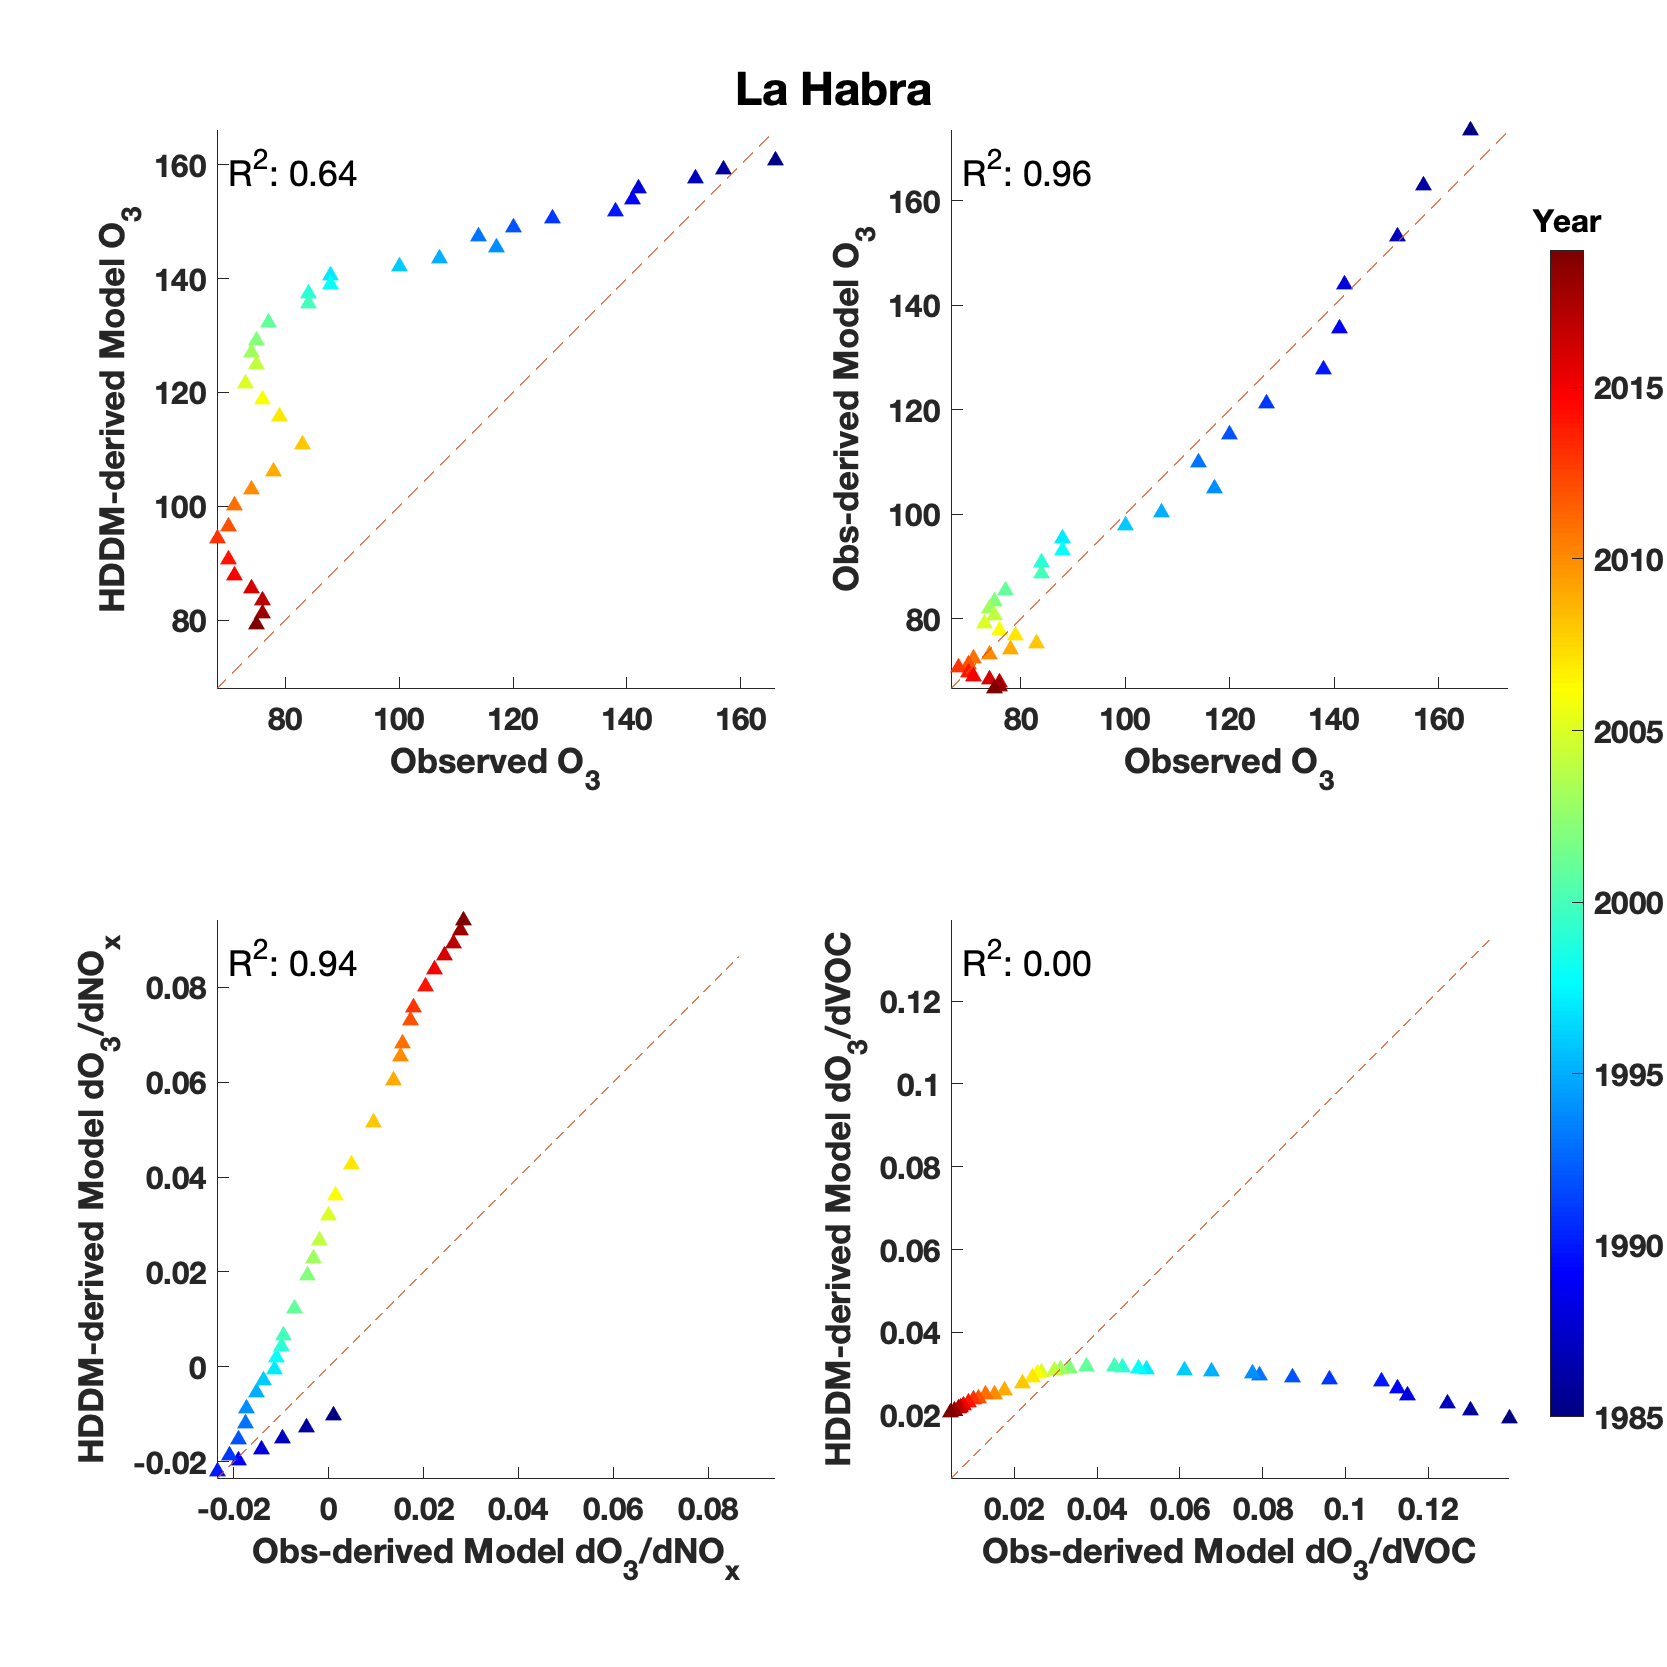 La Habra
R²: 0.64
160
140
120
100
80
HDDM-derived Model O₃
80 100 120 140 160
Observed O₃
R²: 0.96
160
140
120
100
80
Obs-derived Model O₃
80 100 120 140 160
Observed O₃
R²: 0.94
0.08
0.06
0.04
0.02
0
-0.02
HDDM-derived Model dO₃/dNOₓ
-0.02 0 0.02 0.04 0.06 0.08
Obs-derived Model dO₃/dNOₓ
R²: 0.00
0.12
0.1
0.08
0.06
0.04
0.02
HDDM-derived Model dO₃/dVOC
0.02 0.04 0.06 0.08 0.1 0.12
Obs-derived Model dO₃/dVOC
Year
2015
2010
2005
2000
1995
1990
1985